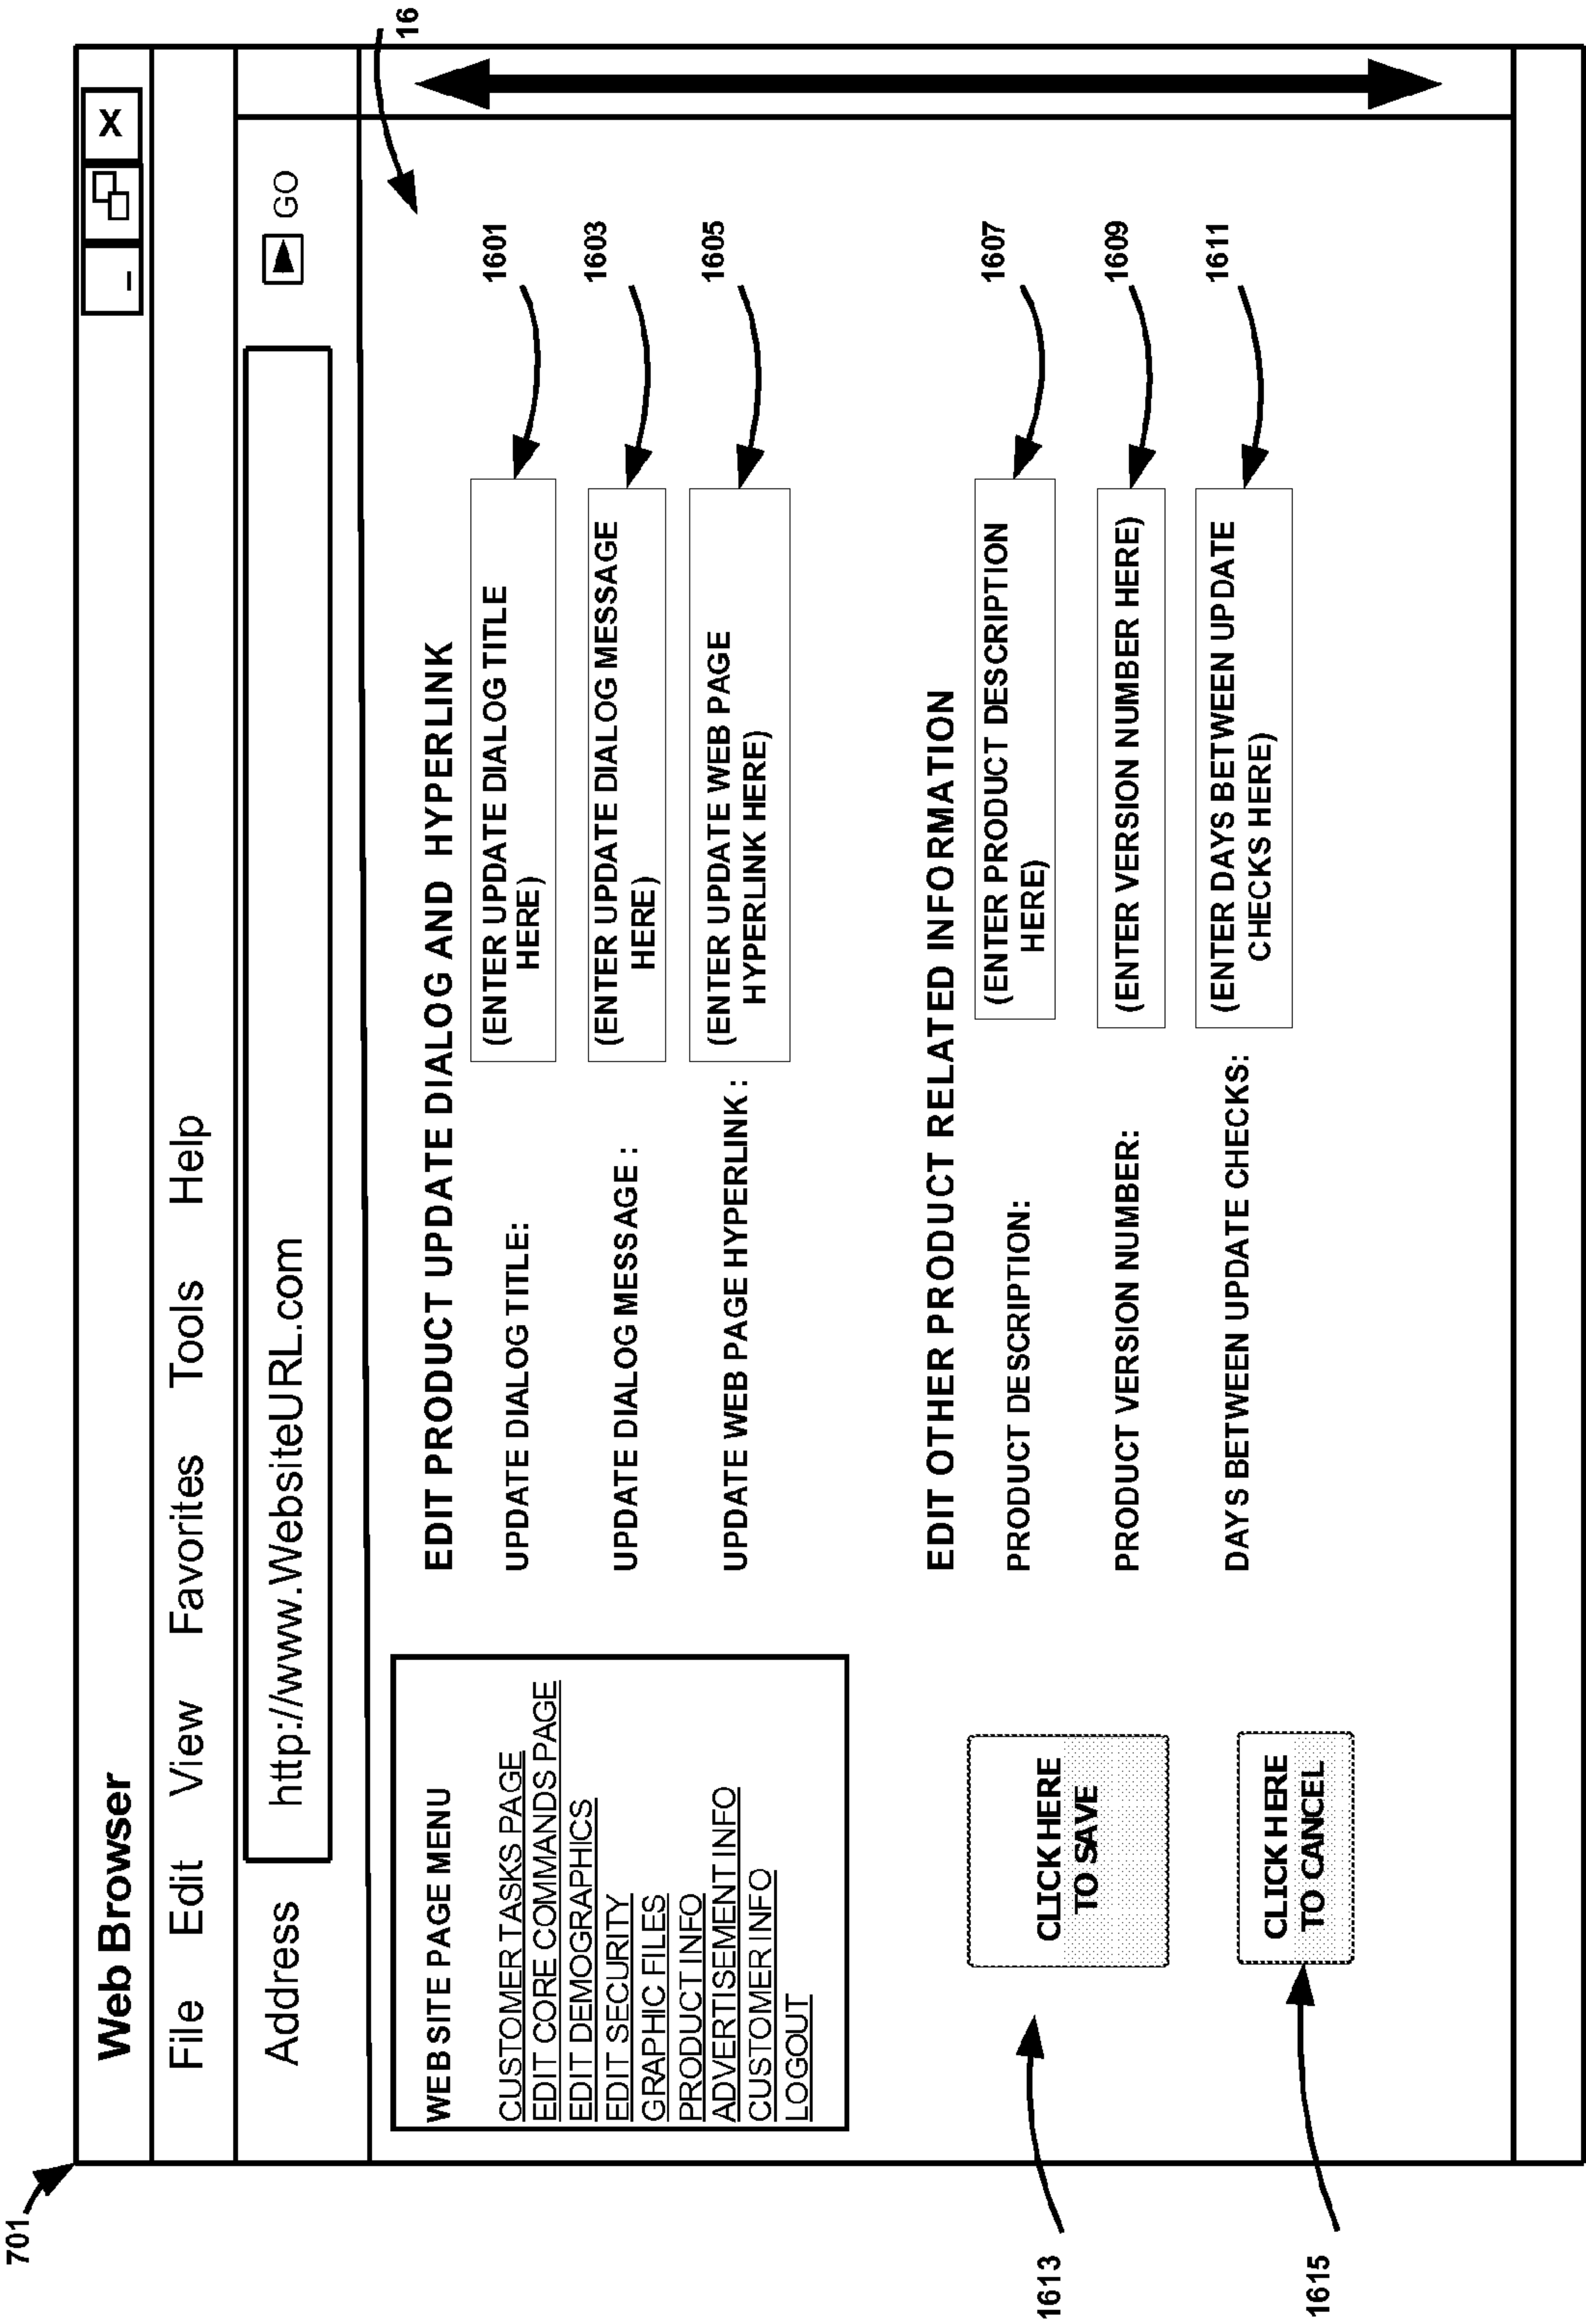 701
Web Browser
_ X
File Edit View Favorites Tools Help
Address http://www.WebsiteURL.com GO
16
WEB SITE PAGE MENU
CUSTOMER TASKS PAGE
EDIT CORE COMMANDS PAGE
EDIT DEMOGRAPHICS
EDIT SECURITY
GRAPHIC FILES
PRODUCT INFO
ADVERTISEMENT INFO
CUSTOMER INFO
LOGOUT
EDIT PRODUCT UPDATE DIALOG AND HYPERLINK
UPDATE DIALOG TITLE:
(ENTER UPDATE DIALOG TITLE
HERE)
1601
UPDATE DIALOG MESSAGE :
(ENTER UPDATE DIALOG MESSAGE
HERE)
1603
UPDATE WEB PAGE HYPERLINK :
(ENTER UPDATE WEB PAGE
HYPERLINK HERE)
1605
EDIT OTHER PRODUCT RELATED INFORMATION
PRODUCT DESCRIPTION:
(ENTER PRODUCT DESCRIPTION
HERE)
1607
PRODUCT VERSION NUMBER:
(ENTER VERSION NUMBER HERE)
1609
DAYS BETWEEN UPDATE CHECKS:
(ENTER DAYS BETWEEN UPDATE
CHECKS HERE)
1611
CLICK HERE
TO SAVE
1613
CLICK HERE
TO CANCEL
1615